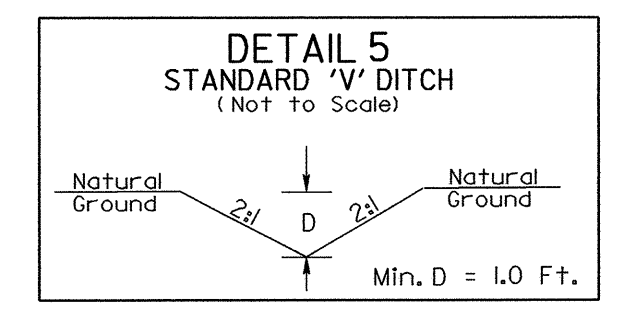 DETAIL 5
STANDARD 'V' DITCH
(Not to Scale)
Natural
Ground
2:1
D
2:1
Natural
Ground
Min. D = 1.0 Ft.